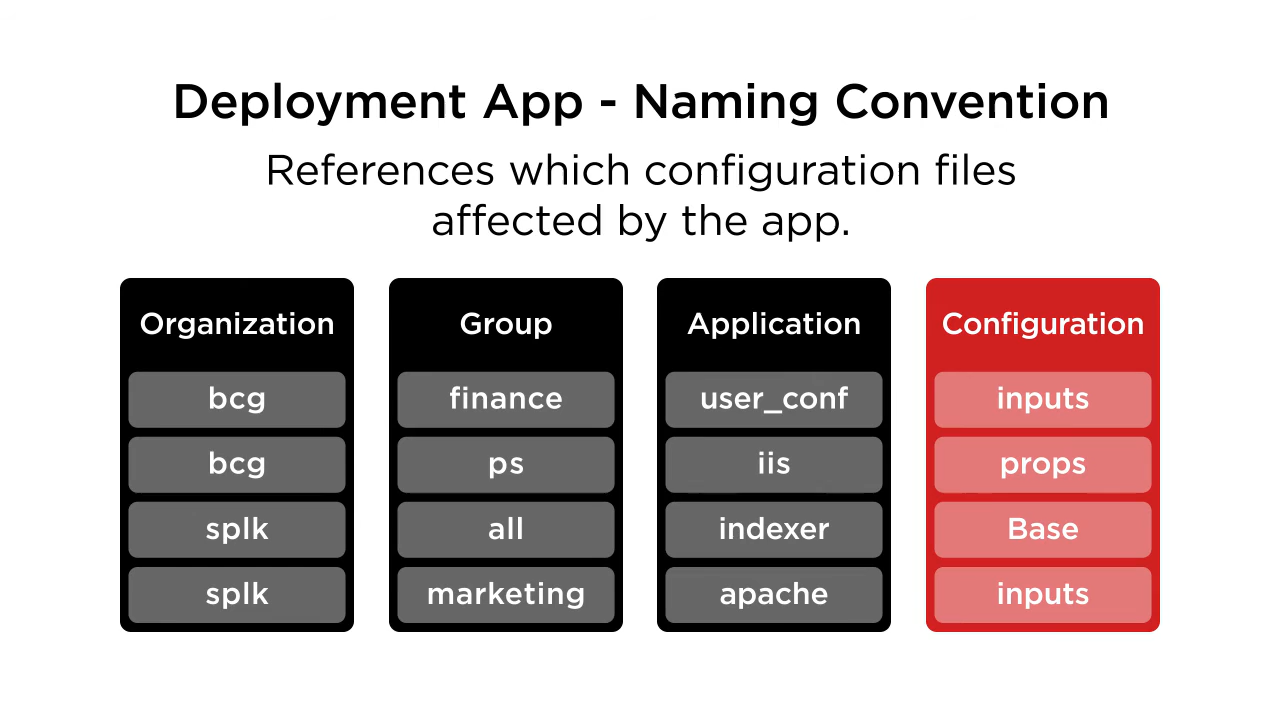 Deployment App - Naming Convention
References which configuration files
affected by the app.
Organization Group Application Configuration
bcg finance user_conf inputs
bcg ps iis props
splk all indexer Base
splk marketing apache inputs